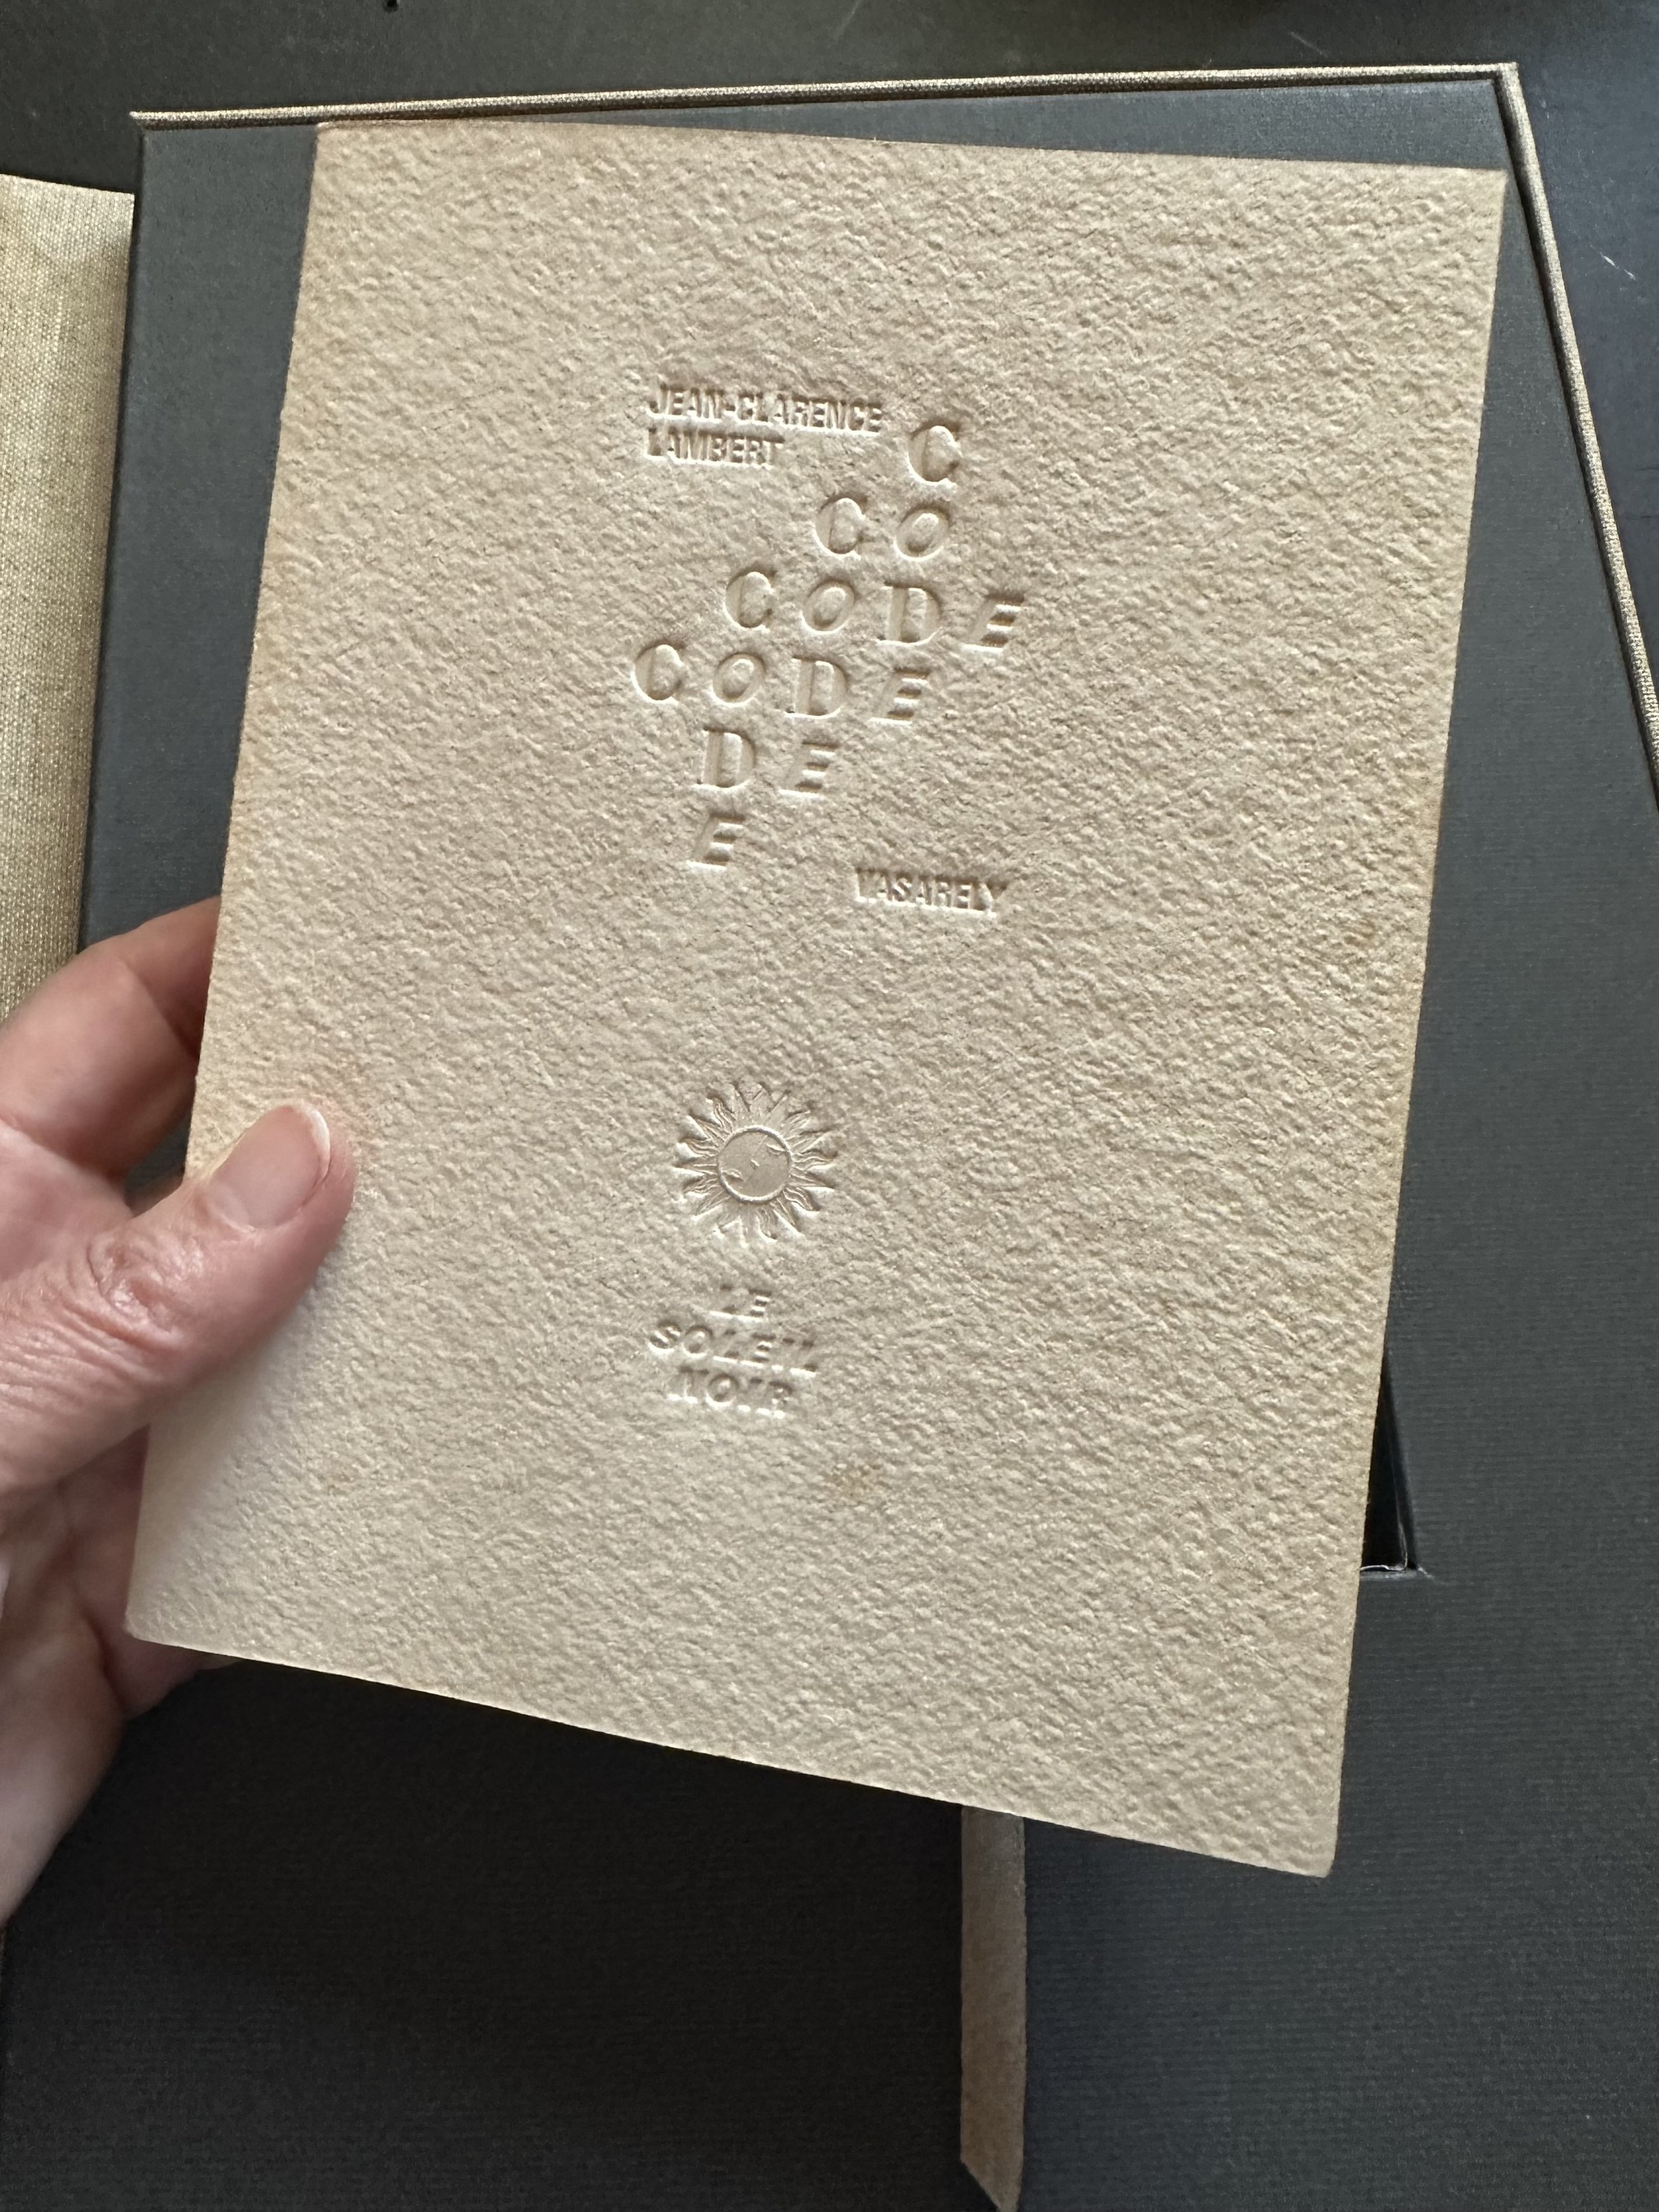 JEAN-CLARENCE
LAMBERT
C
CO
CODE
CODE
DE
E
VASARELY
LE
SOLEIL
NOIR